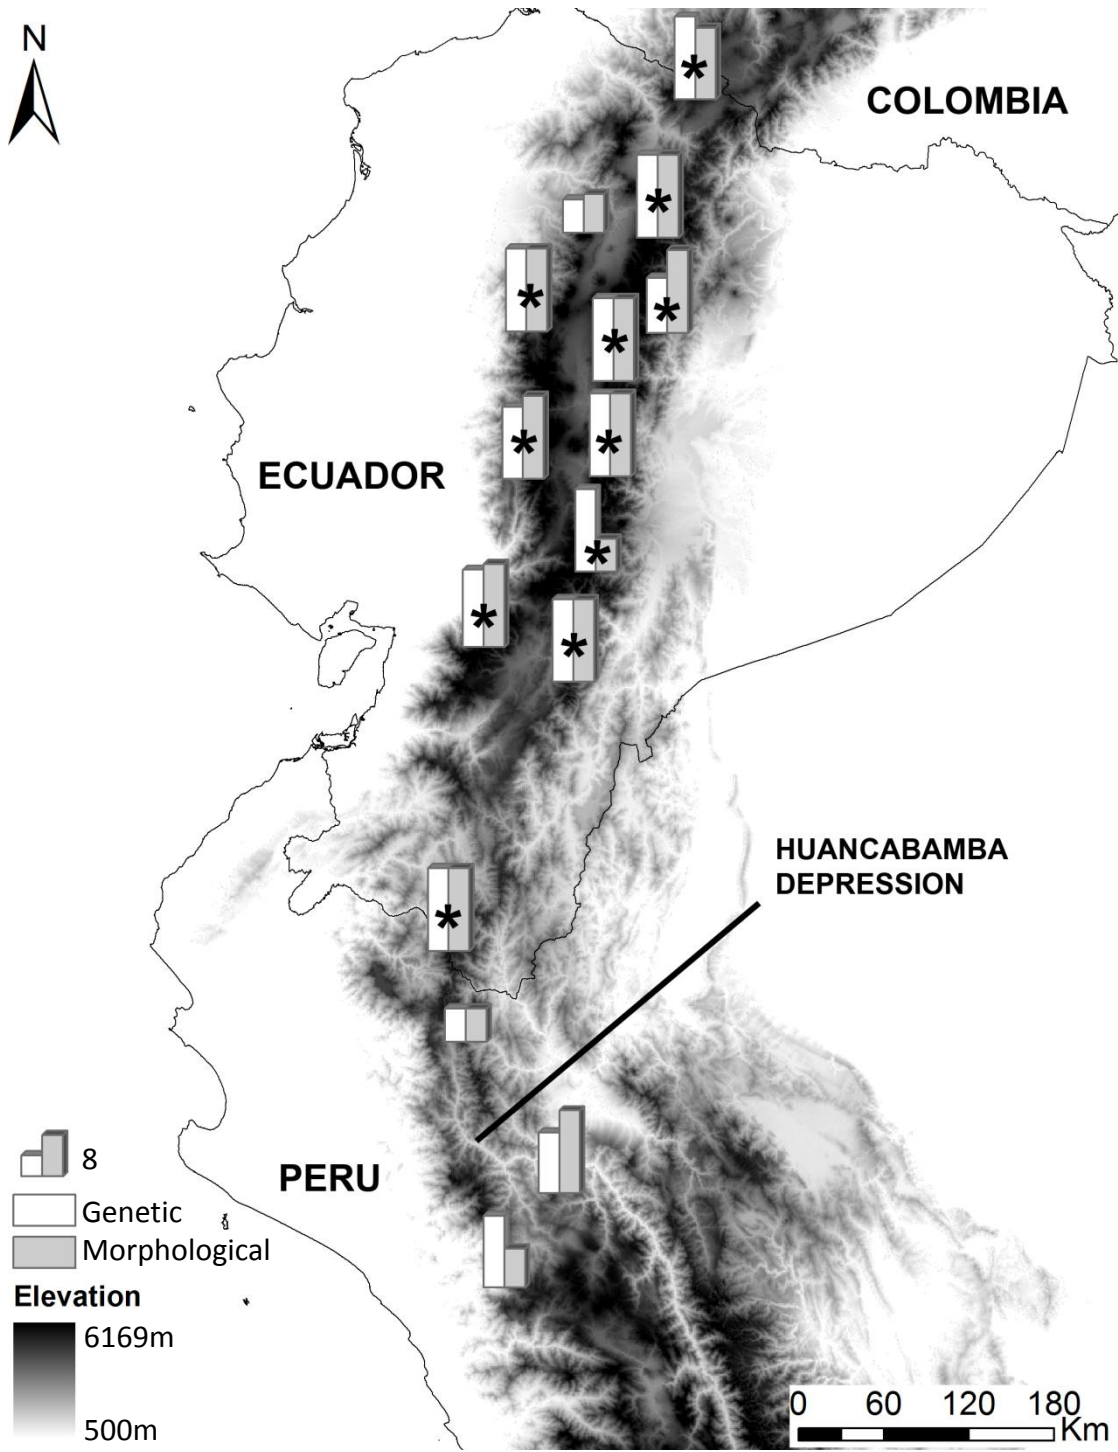 N
COLOMBIA
ECUADOR
HUANCABAMBA
DEPRESSION
PERU
8
Genetic
Morphological
Elevation
6169m
500m
0 60 120 180
Km